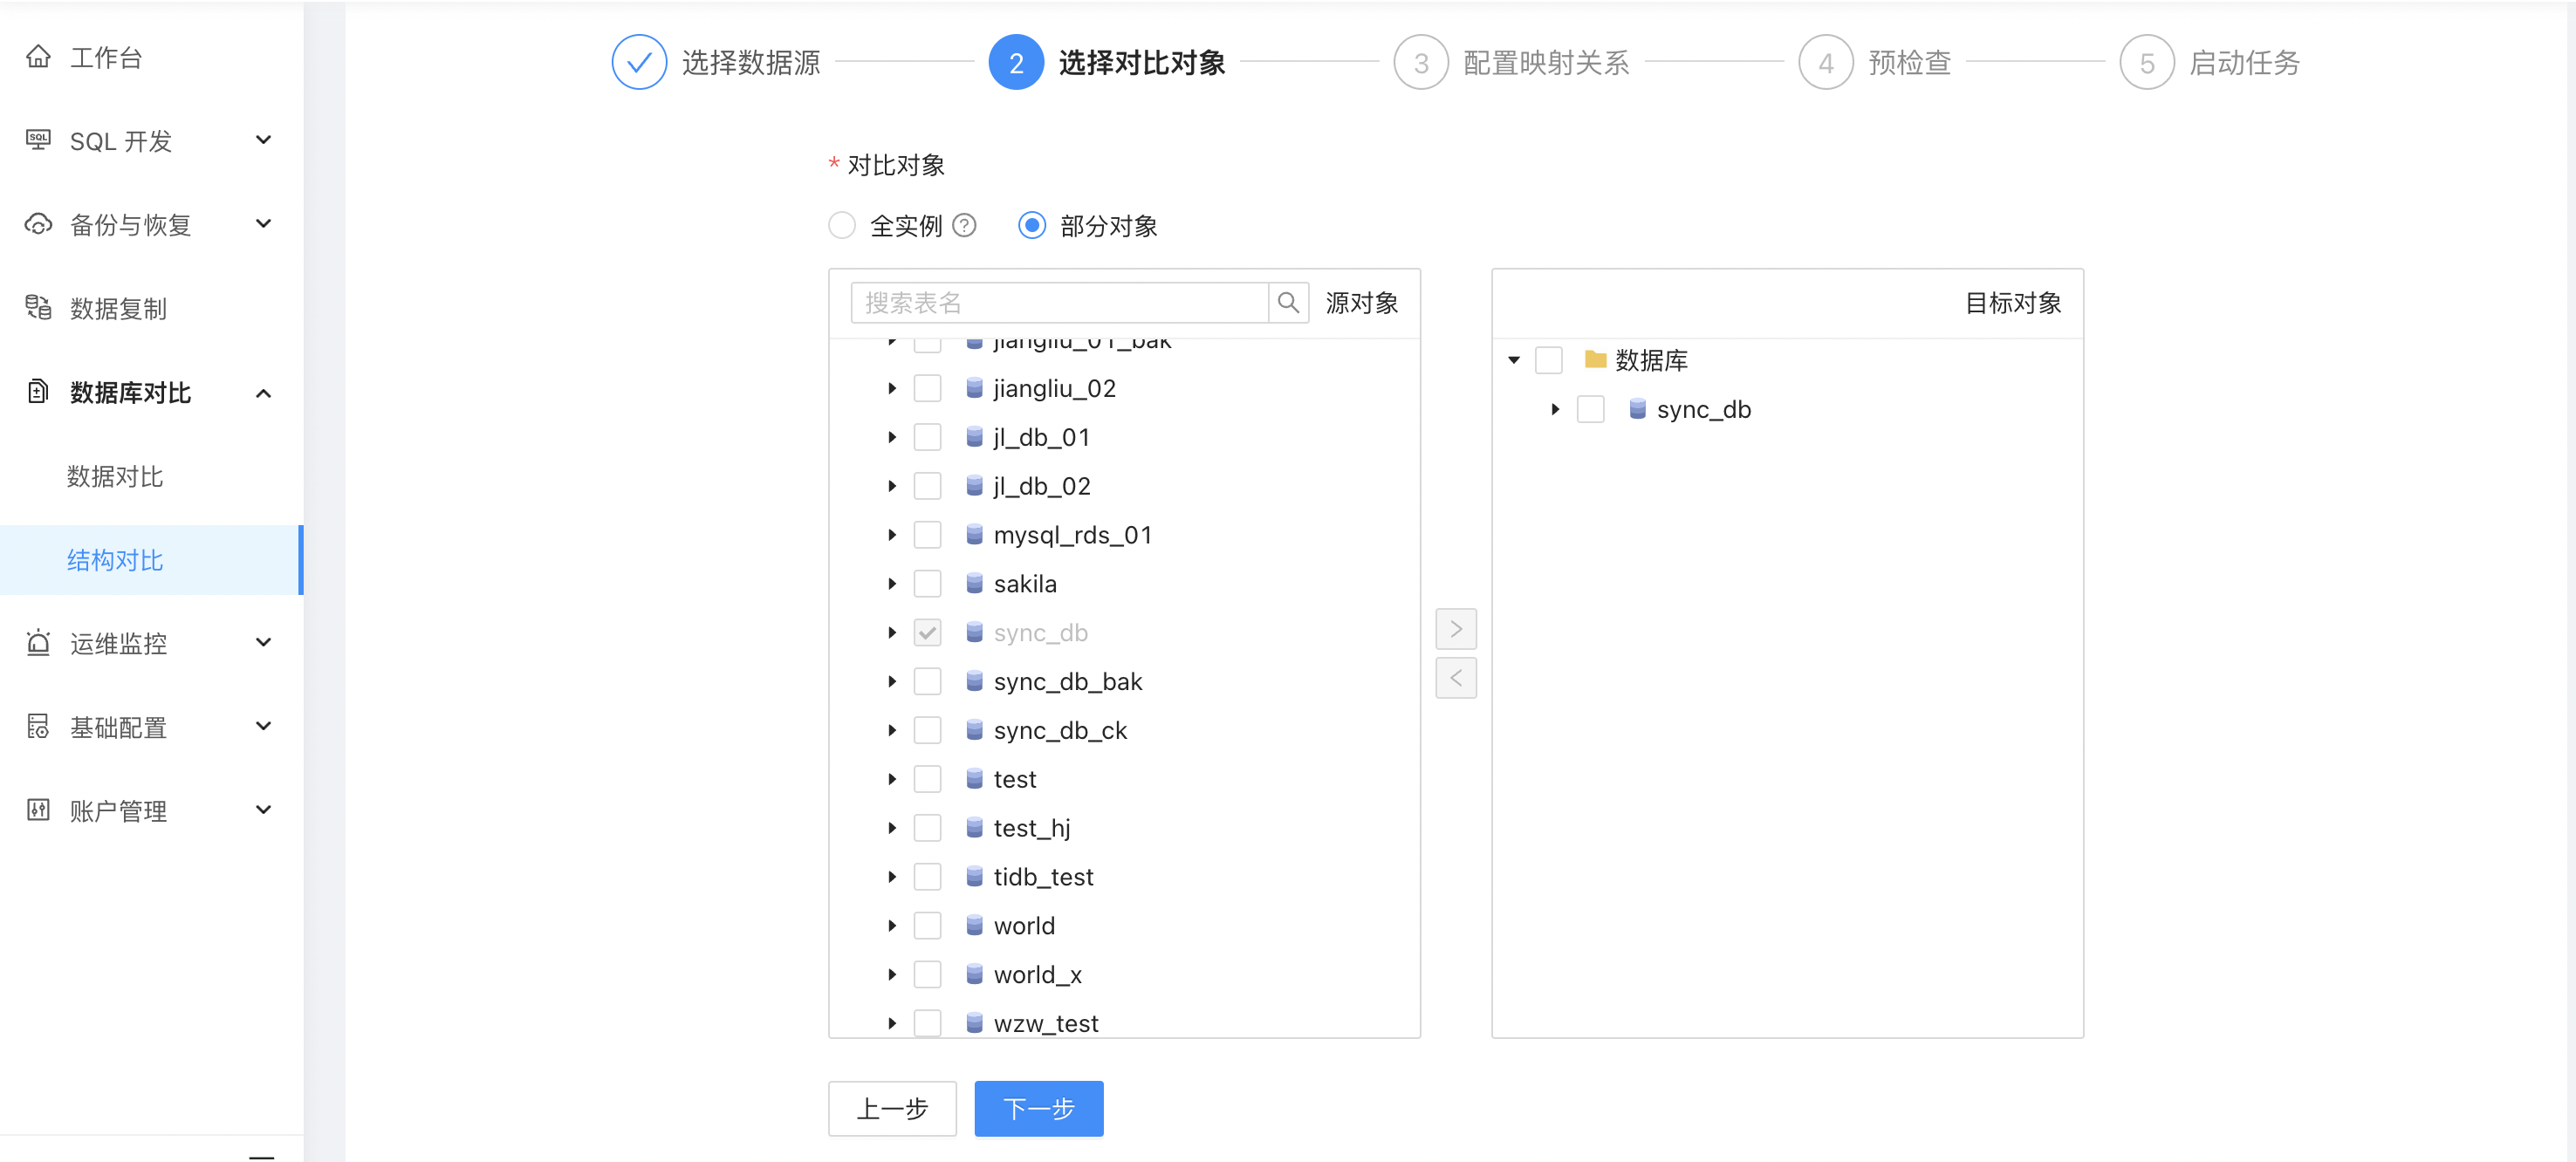 工作台
SQL 开发
备份与恢复
数据复制
数据库对比
数据对比
结构对比
运维监控
基础配置
账户管理
选择数据源
2 选择对比对象
3 配置映射关系
4 预检查
5 启动任务
* 对比对象
全实例 ? 部分对象
搜索表名 源对象
jiangliu_01_bak
jiangliu_02
jl_db_01
jl_db_02
mysql_rds_01
sakila
sync_db
sync_db_bak
sync_db_ck
test
test_hj
tidb_test
world
world_x
wzw_test
>
<
目标对象
数据库
sync_db
上一步 下一步